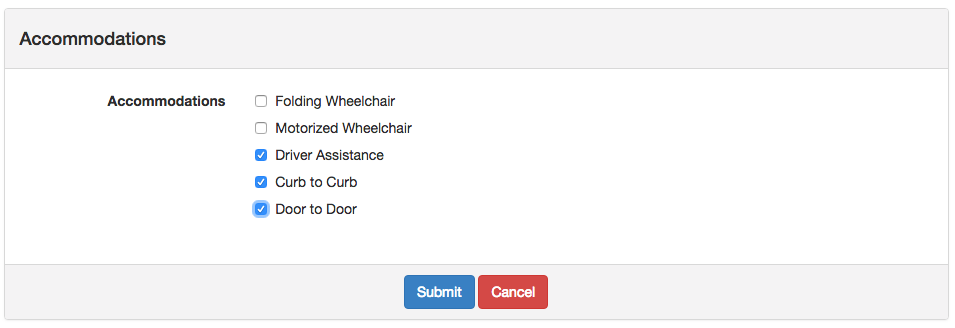 Accommodations
Accommodations
Folding Wheelchair
Motorized Wheelchair
Driver Assistance
Curb to Curb
Door to Door
Submit Cancel